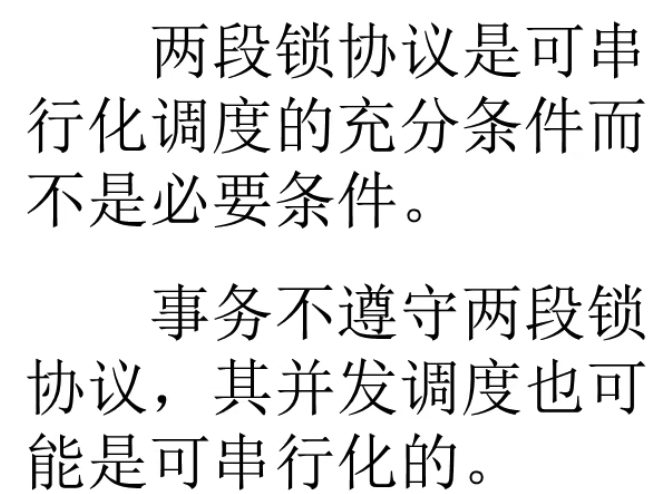 两段锁协议是可串
行化调度的充分条件而
不是必要条件。
事务不遵守两段锁
协议，其并发调度也可
能是可串行化的。